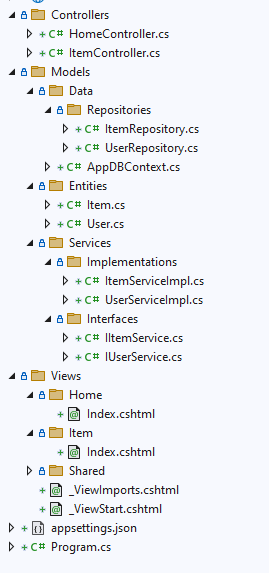 Controllers
C# HomeController.cs
C# ItemController.cs
Models
Data
Repositories
C# ItemRepository.cs
C# UserRepository.cs
C# AppDBContext.cs
Entities
C# Item.cs
C# User.cs
Services
Implementations
C# ItemServiceImpl.cs
C# UserServiceImpl.cs
Interfaces
C# IItemService.cs
C# IUserService.cs
Views
Home
Index.cshtml
Item
Index.cshtml
Shared
_ViewImports.cshtml
_ViewStart.cshtml
appsettings.json
C# Program.cs